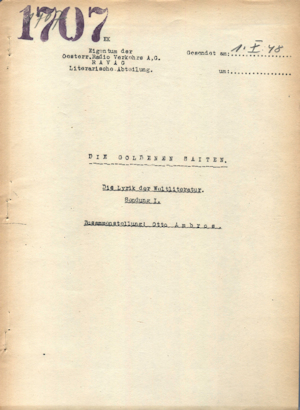 1707
EX
Eigentum der
Oesterr.Radio Verkehrs A.G.
R A V A G
Literarische Abteilung.
Gesendet am: 1. X 48
um:
DIE GOLDENEN SAITEN.
Die Lyrik der Weltliteratur.
Sendung I.
Zusammenstellung: Otto Ambros.